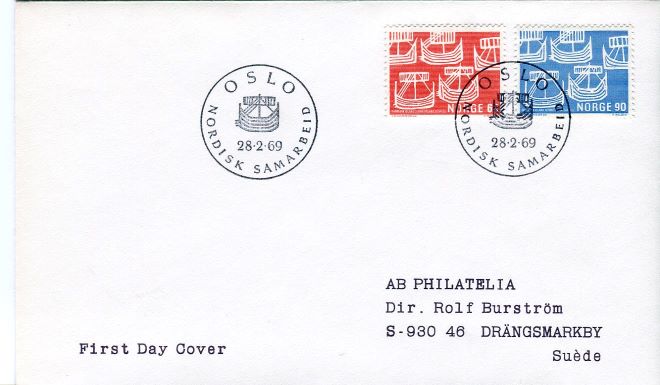 OSLO
NORDISK SAMARBEID
28-2-69
NORGE 6
NORGE 90
OSLO
NORDISK SAMARBEID
28-2-69
AB PHILATELIA
Dir. Rolf Burström
S-930 46 DRÄNGSMARKBY
Suède
First Day Cover